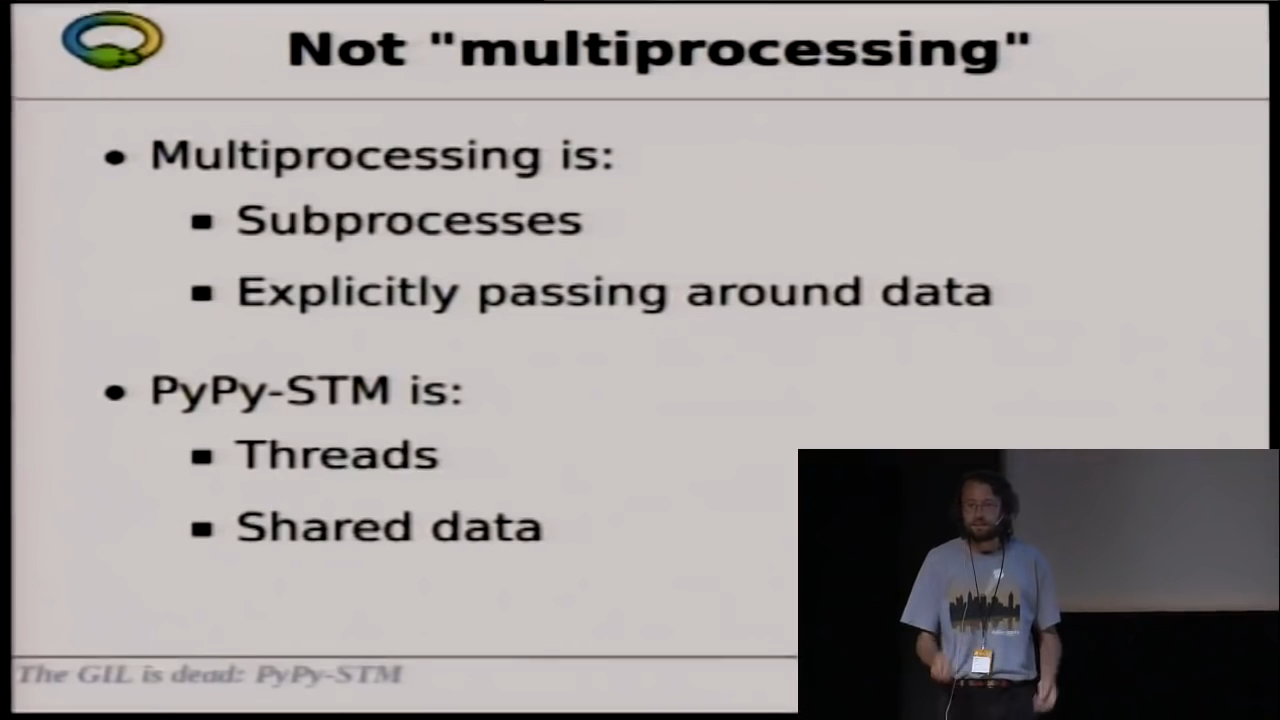 Not "multiprocessing"
Multiprocessing is:
Subprocesses
Explicitly passing around data
PyPy-STM is:
Threads
Shared data
The GIL is dead: PyPy-STM